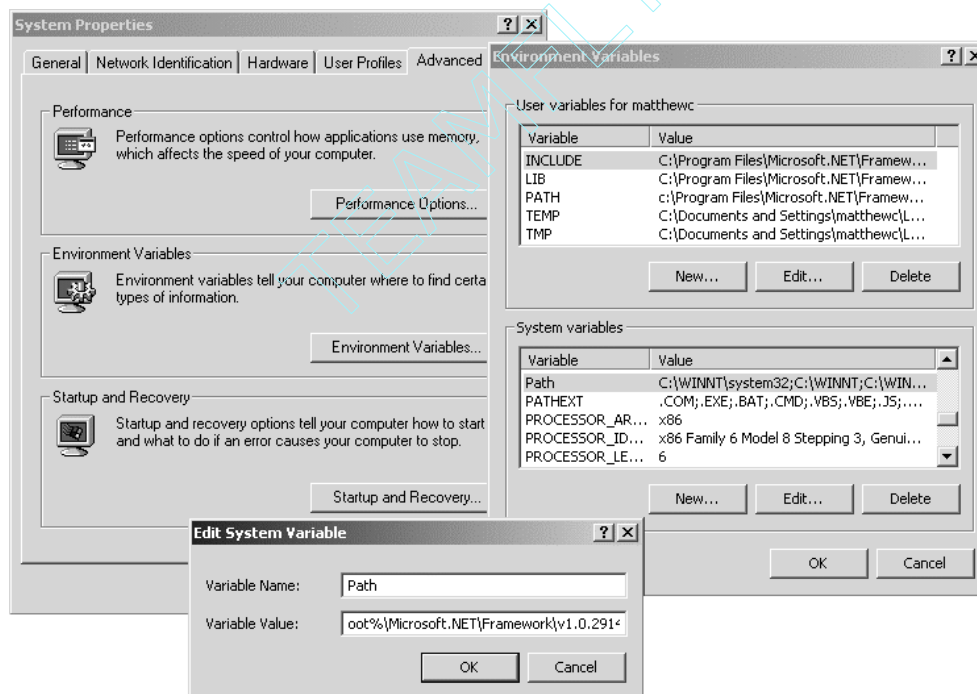 System Properties
General
Network Identification
Hardware
User Profiles
Advanced
Performance
Performance options control how applications use memory,
which affects the speed of your computer.
Performance Options...
Environment Variables
Environment variables tell your computer where to find certa
types of information.
Environment Variables...
Startup and Recovery
Startup and recovery options tell your computer how to start
and what to do if an error causes your computer to stop.
Startup and Recovery...
Environment Variables
User variables for matthewc
Variable Value
INCLUDE C:\Program Files\Microsoft.NET\Framew...
LIB C:\Program Files\Microsoft.NET\Framew...
PATH c:\Program Files\Microsoft.NET\Framew...
TEMP C:\Documents and Settings\matthewc\L...
TMP C:\Documents and Settings\matthewc\L...
New... Edit... Delete
System variables
Variable Value
Path C:\WINNT\system32;C:\WINNT;C:\WIN...
PATHEXT .COM;.EXE;.BAT;.CMD;.VBS;.VBE;.JS;....
PROCESSOR_AR... x86
PROCESSOR_ID... x86 Family 6 Model 8 Stepping 3, Genui...
PROCESSOR_LE... 6
New... Edit... Delete
OK Cancel
Edit System Variable
Variable Name: Path
Variable Value: oot%\Microsoft.NET\Framework\v1.0.2914
OK Cancel